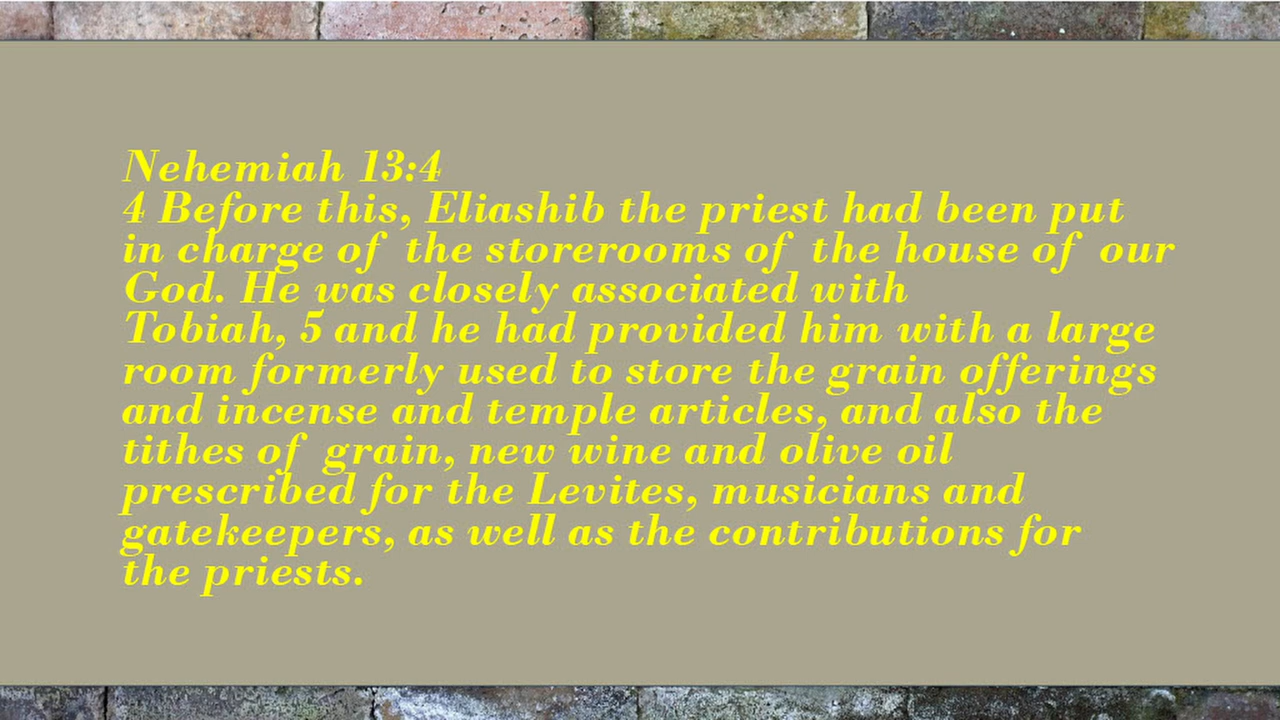 Nehemiah 13:4
4 Before this, Eliashib the priest had been put
in charge of the storerooms of the house of our
God. He was closely associated with
Tobiah, 5 and he had provided him with a large
room formerly used to store the grain offerings
and incense and temple articles, and also the
tithes of grain, new wine and olive oil
prescribed for the Levites, musicians and
gatekeepers, as well as the contributions for
the priests.